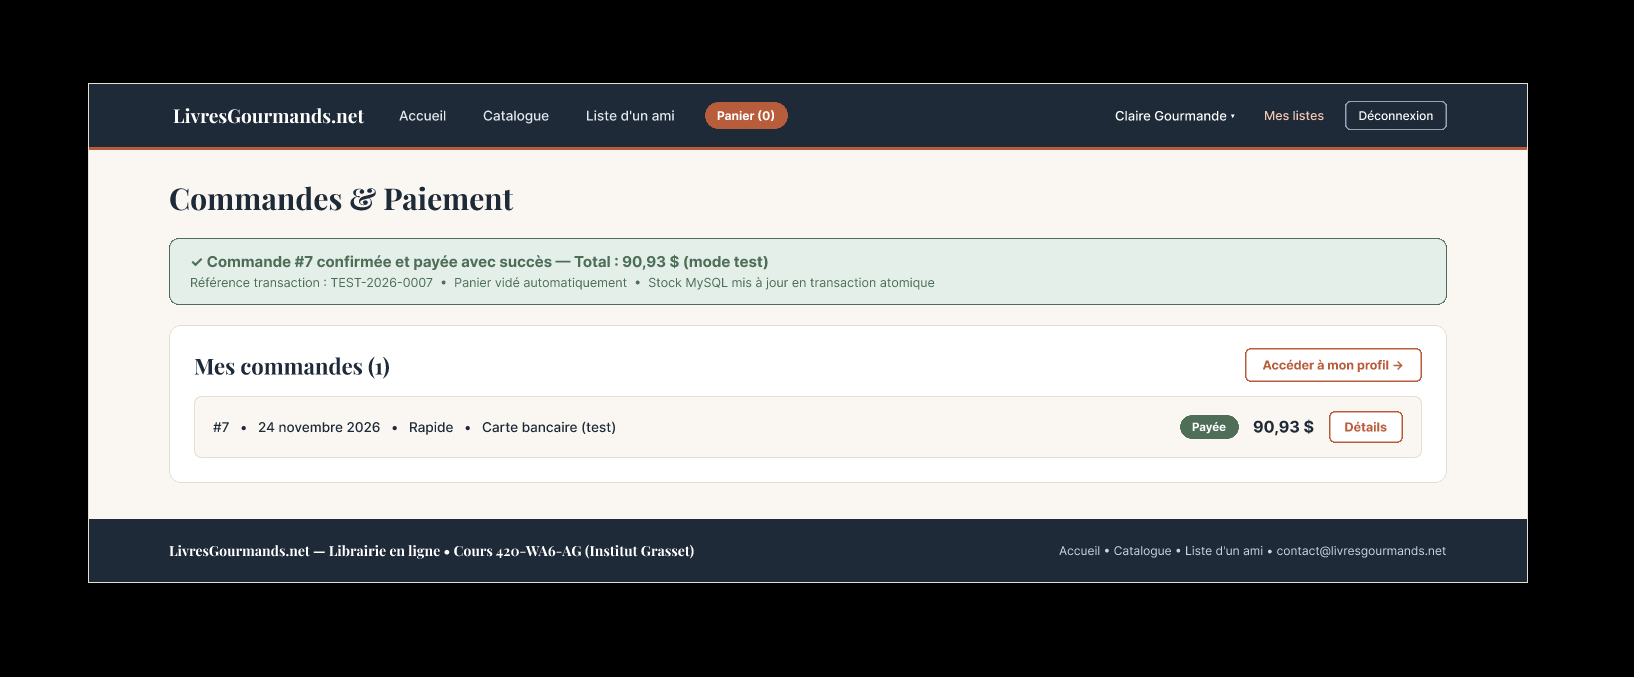 LivresGourmands.net Accueil Catalogue Liste d'un ami Panier (0) Claire Gourmande ▾ Mes listes Déconnexion
Commandes & Paiement
✓ Commande #7 confirmée et payée avec succès — Total : 90,93 $ (mode test)
Référence transaction : TEST-2026-0007 • Panier vidé automatiquement • Stock MySQL mis à jour en transaction atomique
Mes commandes (1) Accéder à mon profil →
#7 • 24 novembre 2026 • Rapide • Carte bancaire (test) Payée 90,93 $ Détails
LivresGourmands.net — Librairie en ligne • Cours 420-WA6-AG (Institut Grasset) Accueil • Catalogue • Liste d'un ami • contact@livresgourmands.net